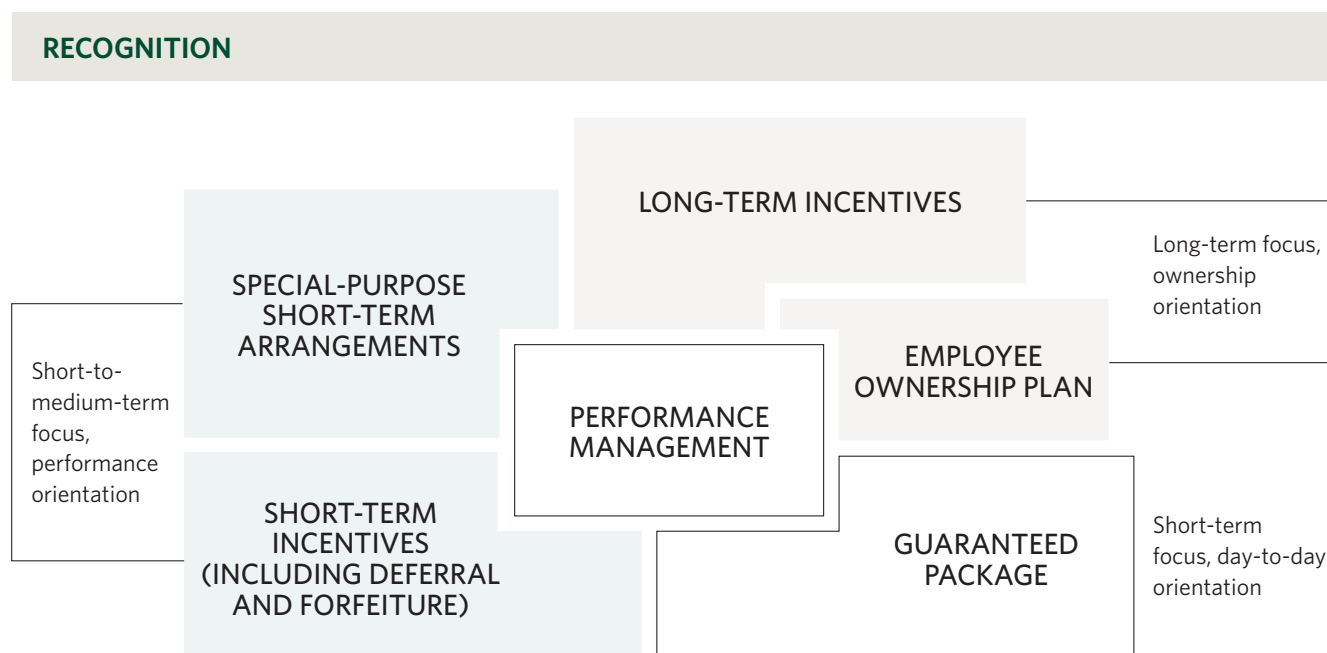 RECOGNITION
LONG-TERM INCENTIVES
Long-term focus,
ownership
orientation
SPECIAL-PURPOSE
SHORT-TERM
ARRANGEMENTS
EMPLOYEE
OWNERSHIP PLAN
Short-to-
medium-term
focus,
performance
orientation
PERFORMANCE
MANAGEMENT
SHORT-TERM
INCENTIVES
(INCLUDING DEFERRAL
AND FORFEITURE)
GUARANTEED
PACKAGE
Short-term
focus, day-to-day
orientation